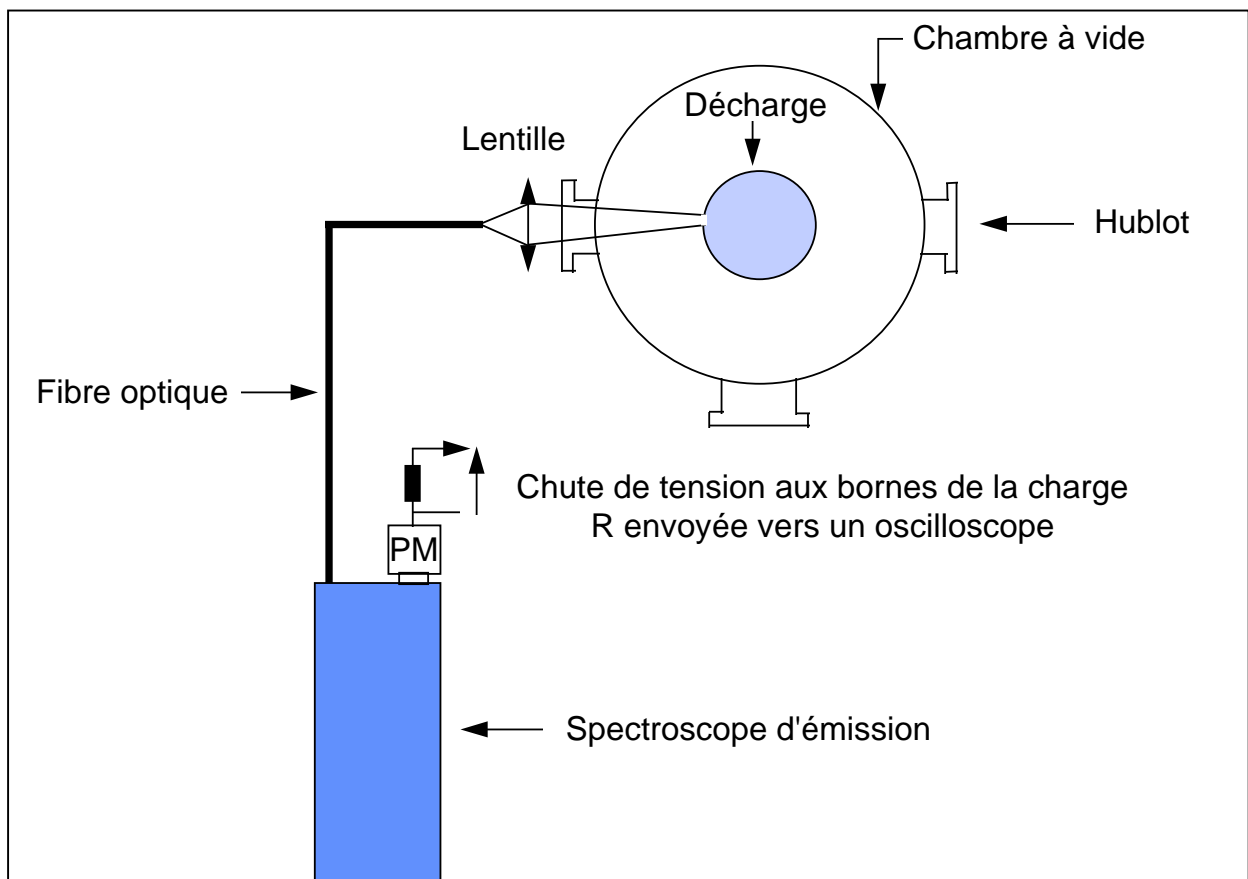 Chambre à vide
Décharge
Lentille
Hublot
Fibre optique
Chute de tension aux bornes de la charge
R envoyée vers un oscilloscope
PM
Spectroscope d'émission